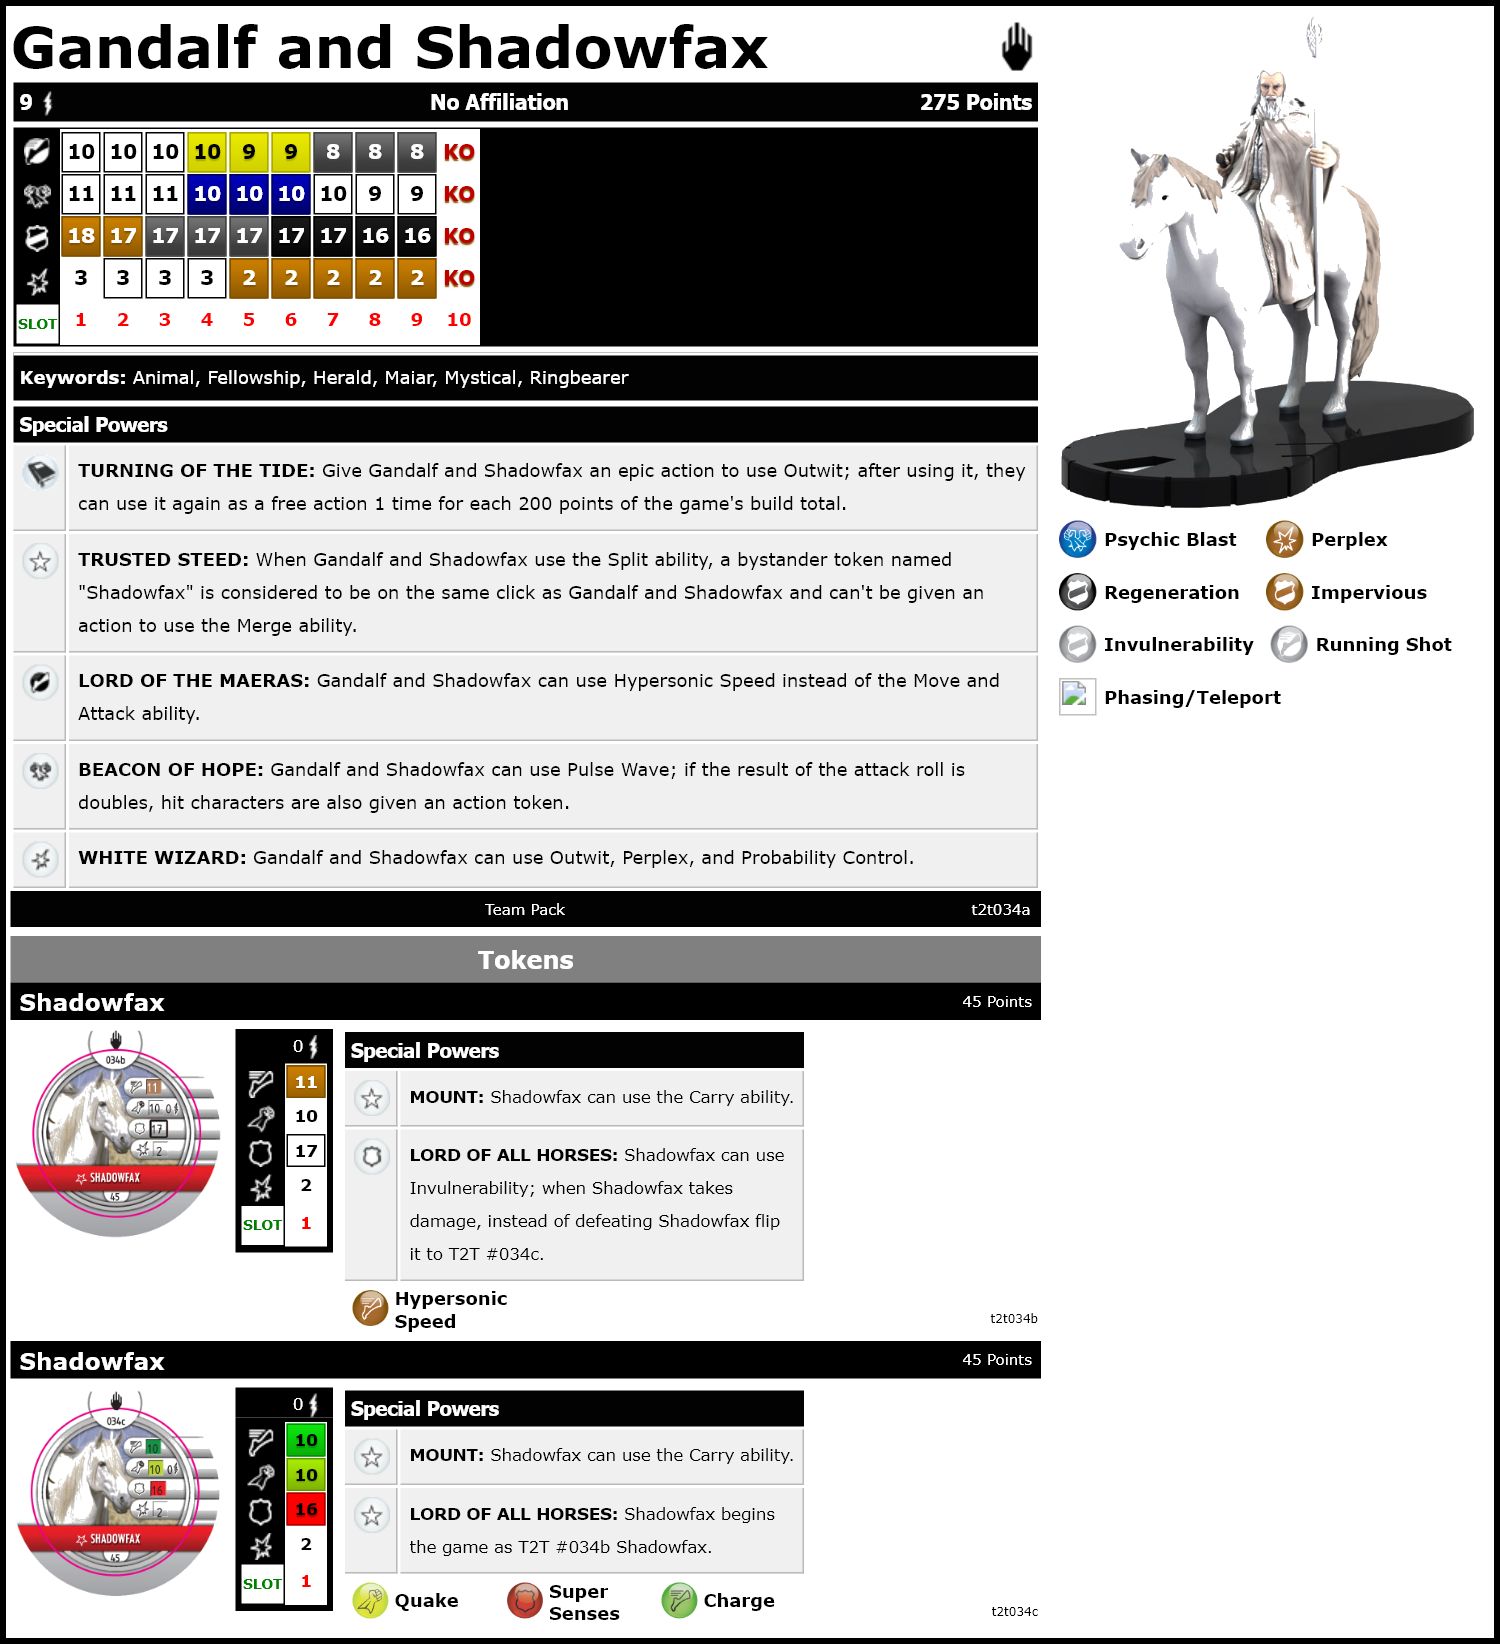 Gandalf and Shadowfax
9 No Affiliation 275 Points
10 10 10 10 9 9 8 8 8 KO
11 11 11 10 10 10 10 9 9 KO
18 17 17 17 17 17 17 16 16 KO
3 3 3 3 2 2 2 2 2 KO
SLOT 1 2 3 4 5 6 7 8 9 10
Keywords: Animal, Fellowship, Herald, Maiar, Mystical, Ringbearer
Special Powers
TURNING OF THE TIDE: Give Gandalf and Shadowfax an epic action to use Outwit; after using it, they
can use it again as a free action 1 time for each 200 points of the game's build total.
TRUSTED STEED: When Gandalf and Shadowfax use the Split ability, a bystander token named
"Shadowfax" is considered to be on the same click as Gandalf and Shadowfax and can't be given an
action to use the Merge ability.
LORD OF THE MAERAS: Gandalf and Shadowfax can use Hypersonic Speed instead of the Move and
Attack ability.
BEACON OF HOPE: Gandalf and Shadowfax can use Pulse Wave; if the result of the attack roll is
doubles, hit characters are also given an action token.
WHITE WIZARD: Gandalf and Shadowfax can use Outwit, Perplex, and Probability Control.
Team Pack t2t034a
Psychic Blast Perplex
Regeneration Impervious
Invulnerability Running Shot
Phasing/Teleport
Tokens
Shadowfax 45 Points
034b
11
10 0
17
2
SHADOWFAX
45
0
11
10
17
2
SLOT 1
Special Powers
MOUNT: Shadowfax can use the Carry ability.
LORD OF ALL HORSES: Shadowfax can use
Invulnerability; when Shadowfax takes
damage, instead of defeating Shadowfax flip
it to T2T #034c.
Hypersonic
Speed
t2t034b
Shadowfax 45 Points
034c
10
10 0
16
2
SHADOWFAX
45
0
10
10
16
2
SLOT 1
Special Powers
MOUNT: Shadowfax can use the Carry ability.
LORD OF ALL HORSES: Shadowfax begins
the game as T2T #034b Shadowfax.
Quake Super
Senses Charge
t2t034c